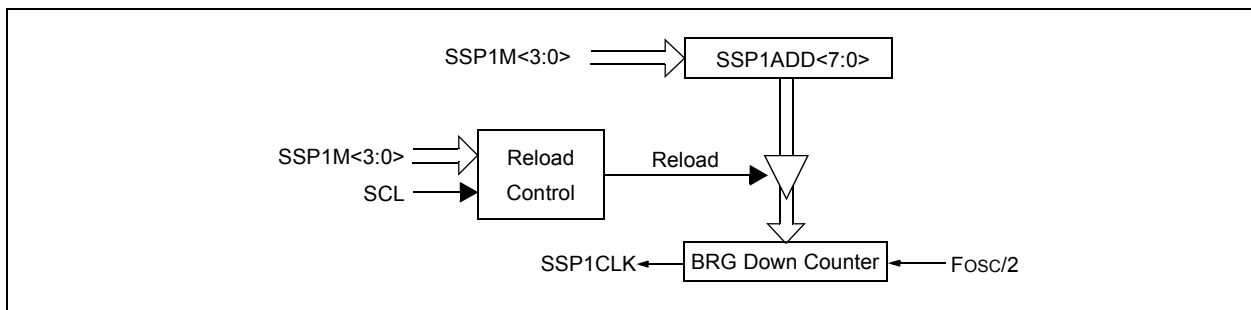 SSP1M<3:0>
SSP1ADD<7:0>
SSP1M<3:0>
SCL
Reload
Control
Reload
SSP1CLK
BRG Down Counter
FOSC/2